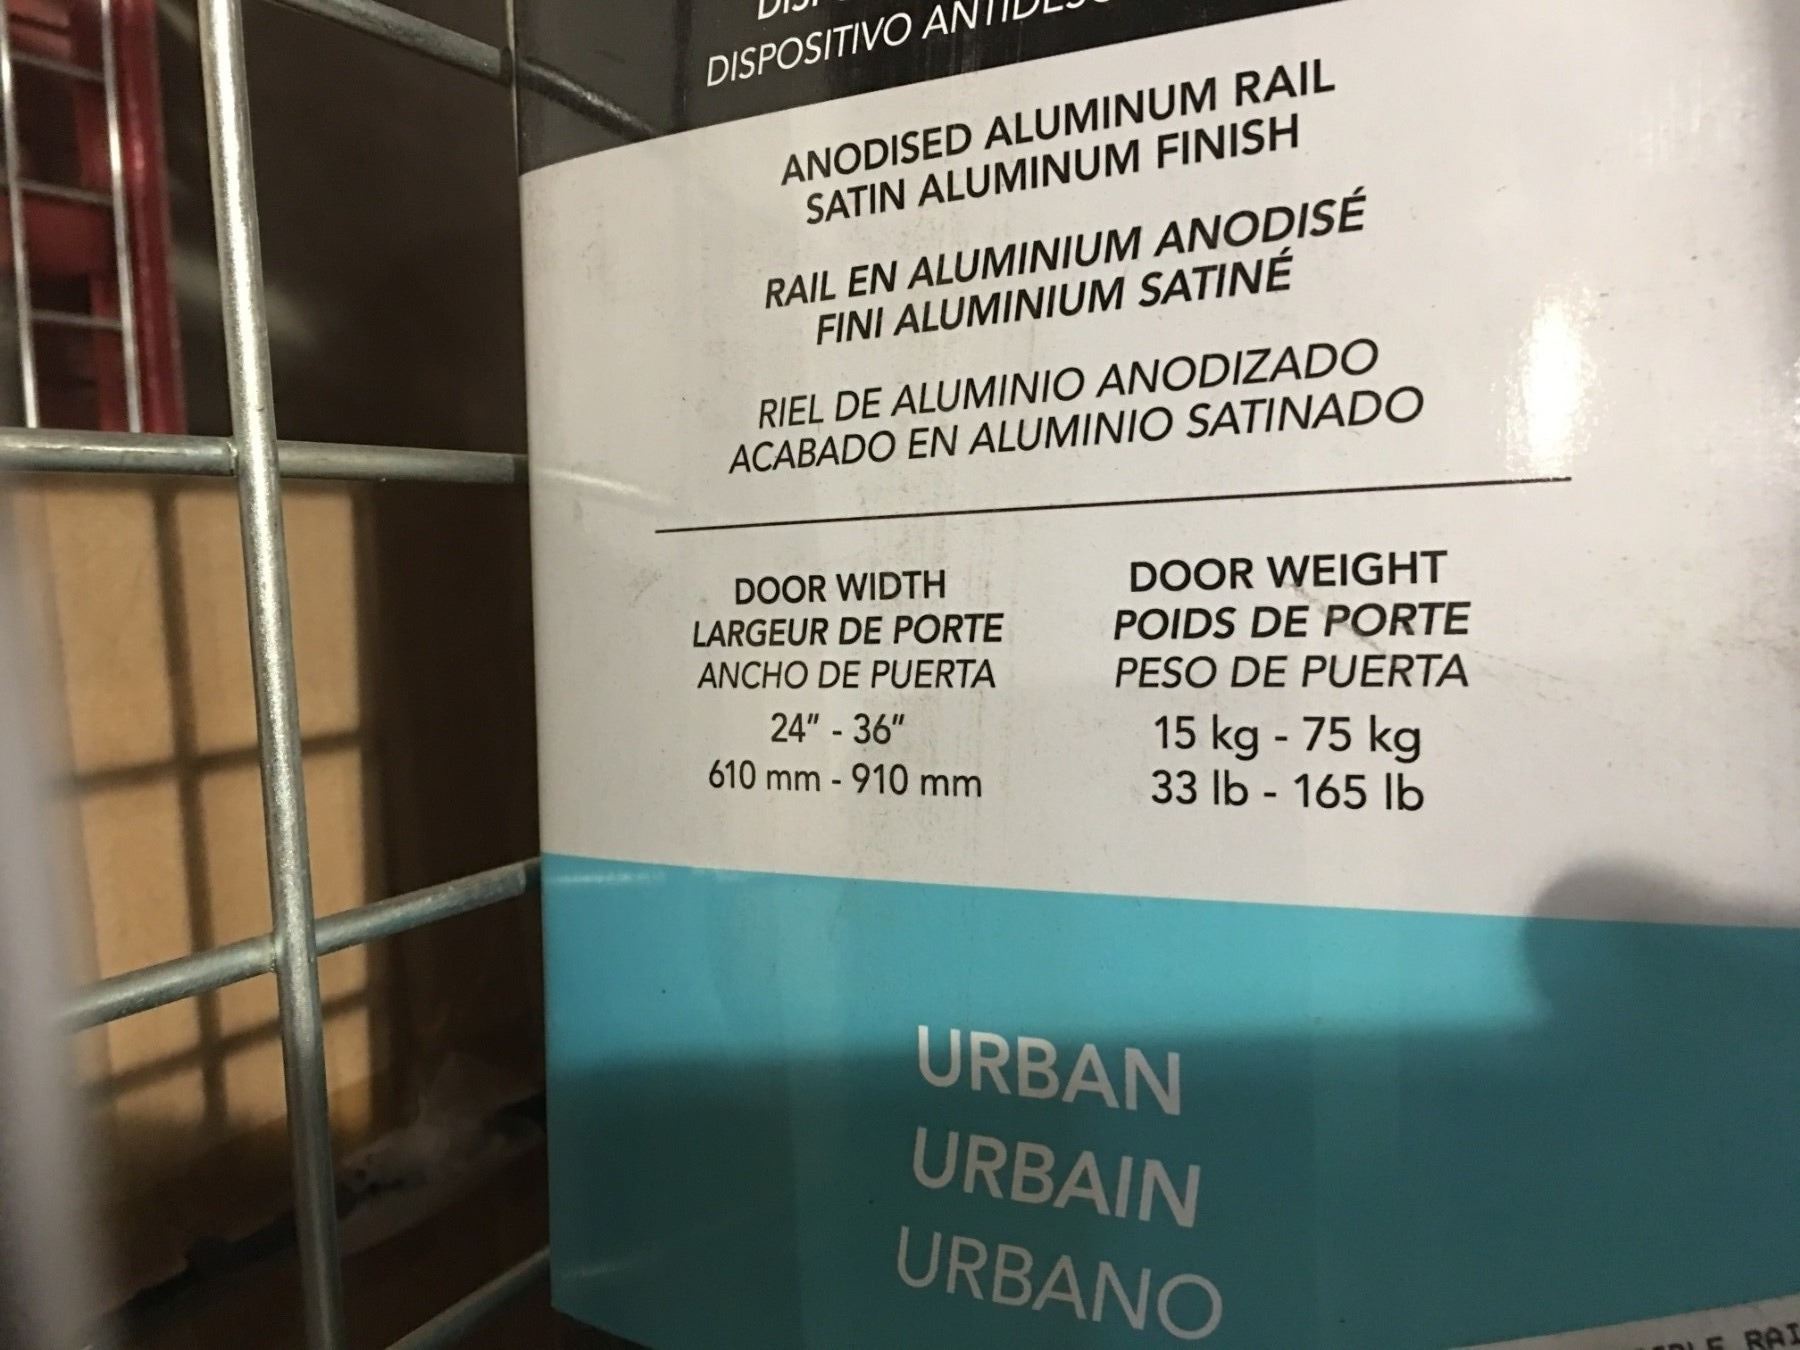 DISPOSITIVO
ANODISED ALUMINUM RAIL
SATIN ALUMINUM FINISH
RAIL EN ALUMINIUM ANODISÉ
FINI ALUMINIUM SATINÉ
RIEL DE ALUMINIO ANODIZADO
ACABADO EN ALUMINIO SATINADO
DOOR WIDTH
LARGEUR DE PORTE
ANCHO DE PUERTA
24" - 36"
610 mm - 910 mm
DOOR WEIGHT
POIDS DE PORTE
PESO DE PUERTA
15 kg - 75 kg
33 lb - 165 lb
URBAN
URBAIN
URBANO